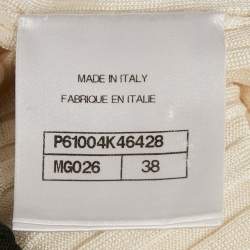 MADE IN ITALY
FABRIQUE EN ITALIE
P61004K46428
MG026 38